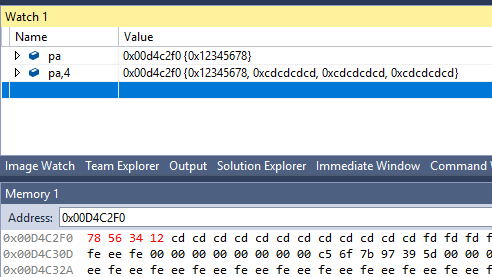 Watch 1
Name Value
pa 0x00d4c2f0 {0x12345678}
pa,4 0x00d4c2f0 {0x12345678, 0xcdcdcdcd, 0xcdcdcdcd, 0xcdcdcdcd}
Image Watch Team Explorer Output Solution Explorer Immediate Window Command W
Memory 1
Address: 0x00D4C2F0
0x00D4C2F0 78 56 34 12 cd cd cd cd cd cd cd cd cd cd cd cd fd fd fd f
0x00D4C30D fe ee fe 00 00 00 00 00 00 00 00 c5 6f 7b 97 39 5d 00 00 0
0x00D4C32A ee fe ee fe ee fe ee fe ee fe ee fe ee fe ee fe ee fe ee f